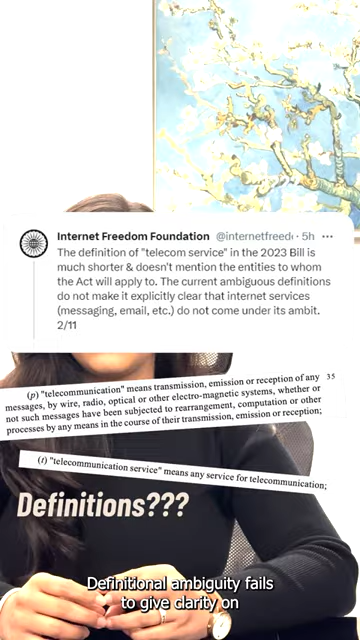 Internet Freedom Foundation @internetfreed‹ · 5h ···
The definition of "telecom service" in the 2023 Bill is
much shorter & doesn't mention the entities to whom
the Act will apply to. The current ambiguous definitions
do not make it explicitly clear that internet services
(messaging, email, etc.) do not come under its ambit.
2/11
(p) "telecommunication" means transmission, emission or reception of any 35
messages, by wire, radio, optical or other electro-magnetic systems, whether or
not such messages have been subjected to rearrangement, computation or other
processes by any means in the course of their transmission, emission or reception;
(t) "telecommunication service" means any service for telecommunication;
Definitions???
Definitional ambiguity fails
to give clarity on